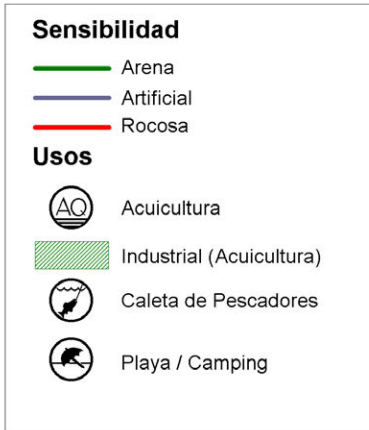 Sensibilidad
Arena
Artificial
Rocosa
Usos
AQ
Acuicultura
Industrial (Acuicultura)
Caleta de Pescadores
Playa / Camping